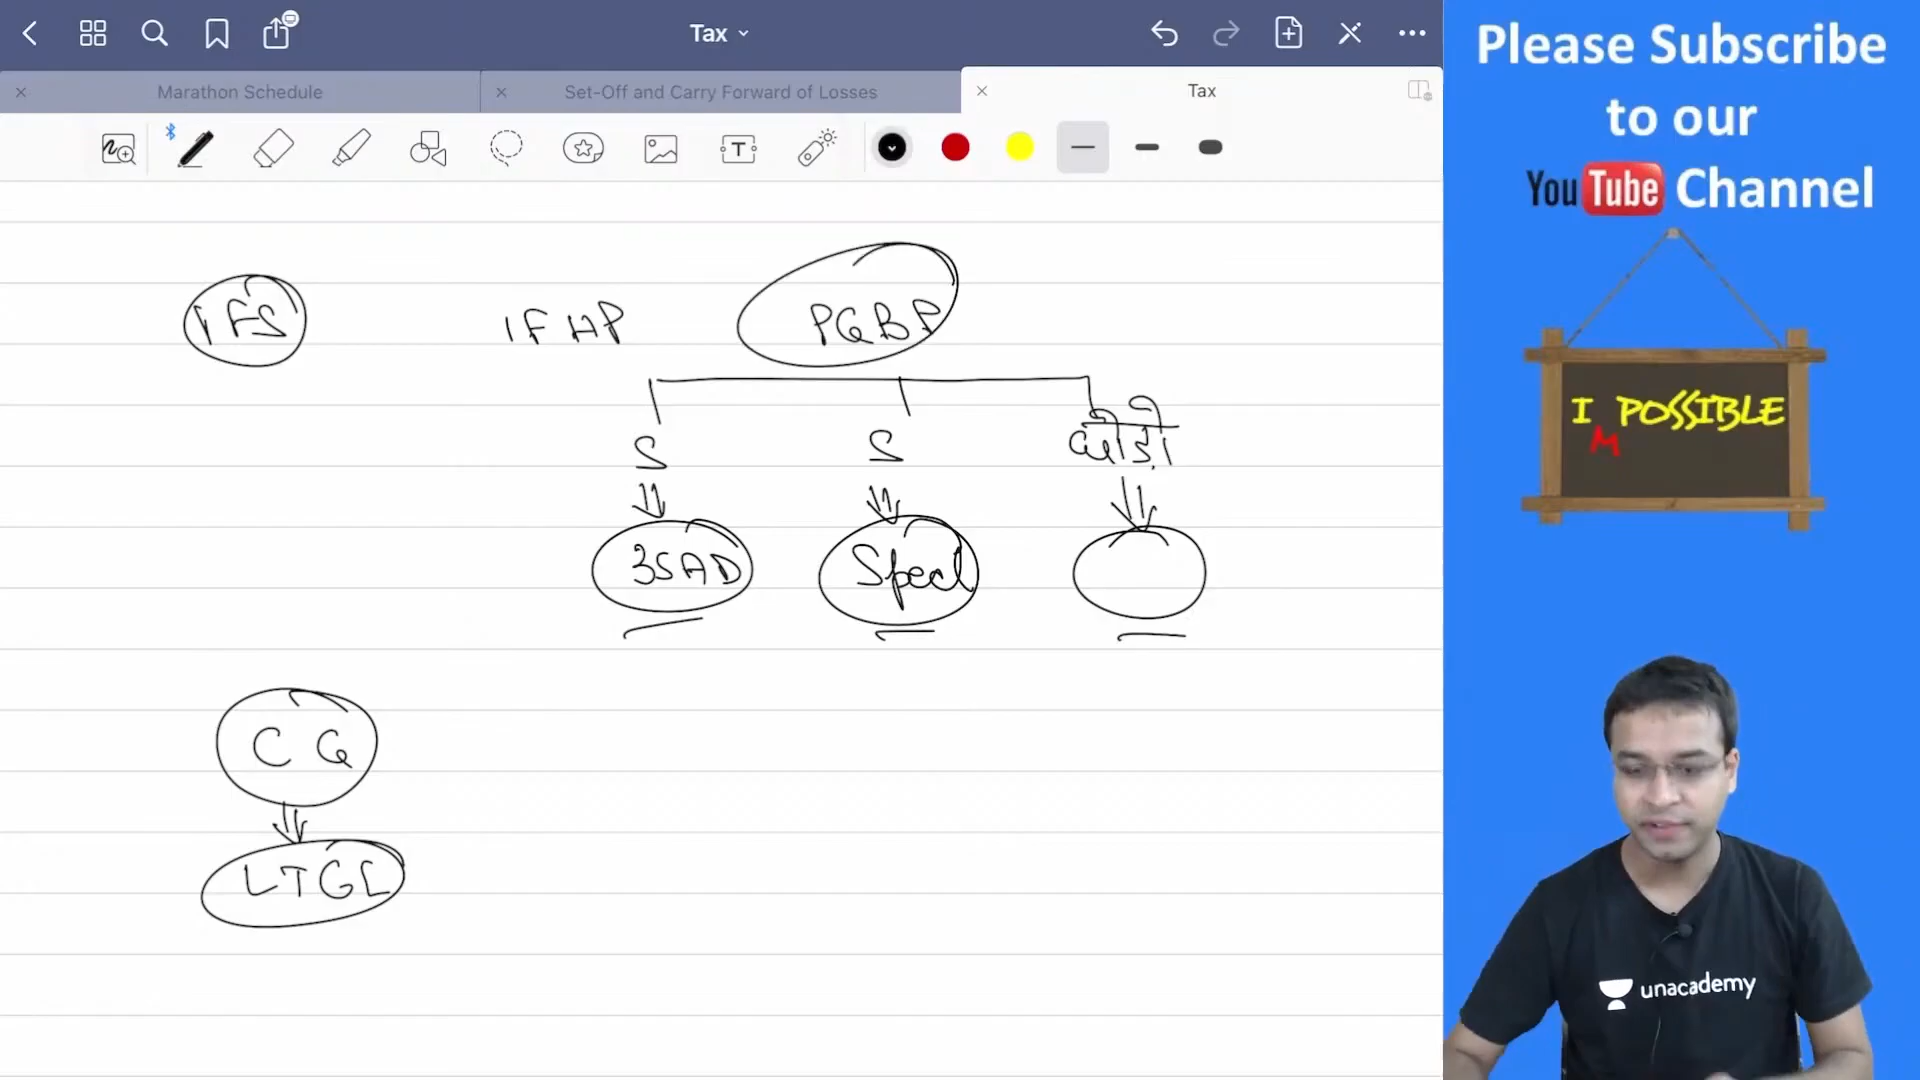 Tax
Marathon Schedule
Set-Off and Carry Forward of Losses
Tax
T
IFS
IFHP
PGBP
S
S
बाकी
35AD
Specl
CG
LTCL
Please Subscribe
to our
YouTube Channel
I POSSIBLE
M
unacademy